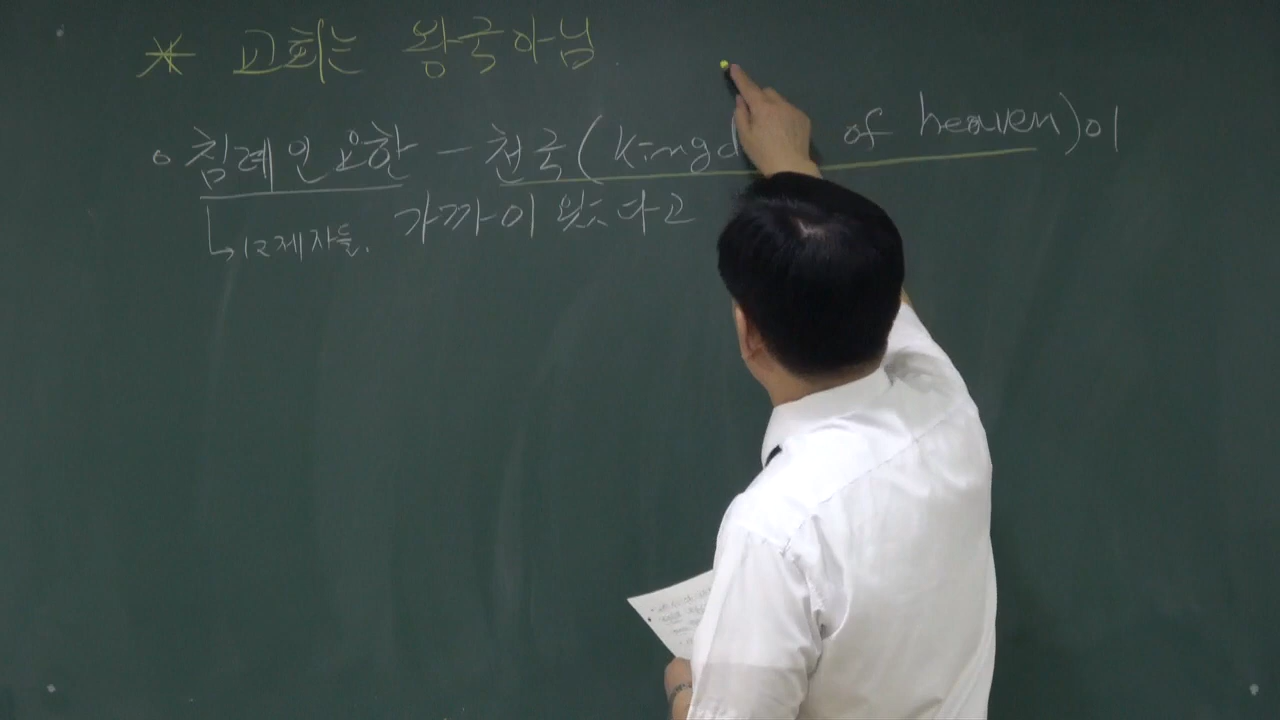 * 교회는 왕국아님.
○ 침례인 요한 - 천국(kingd of heaven)이
가까이 왔다고
↳ 12제자들.